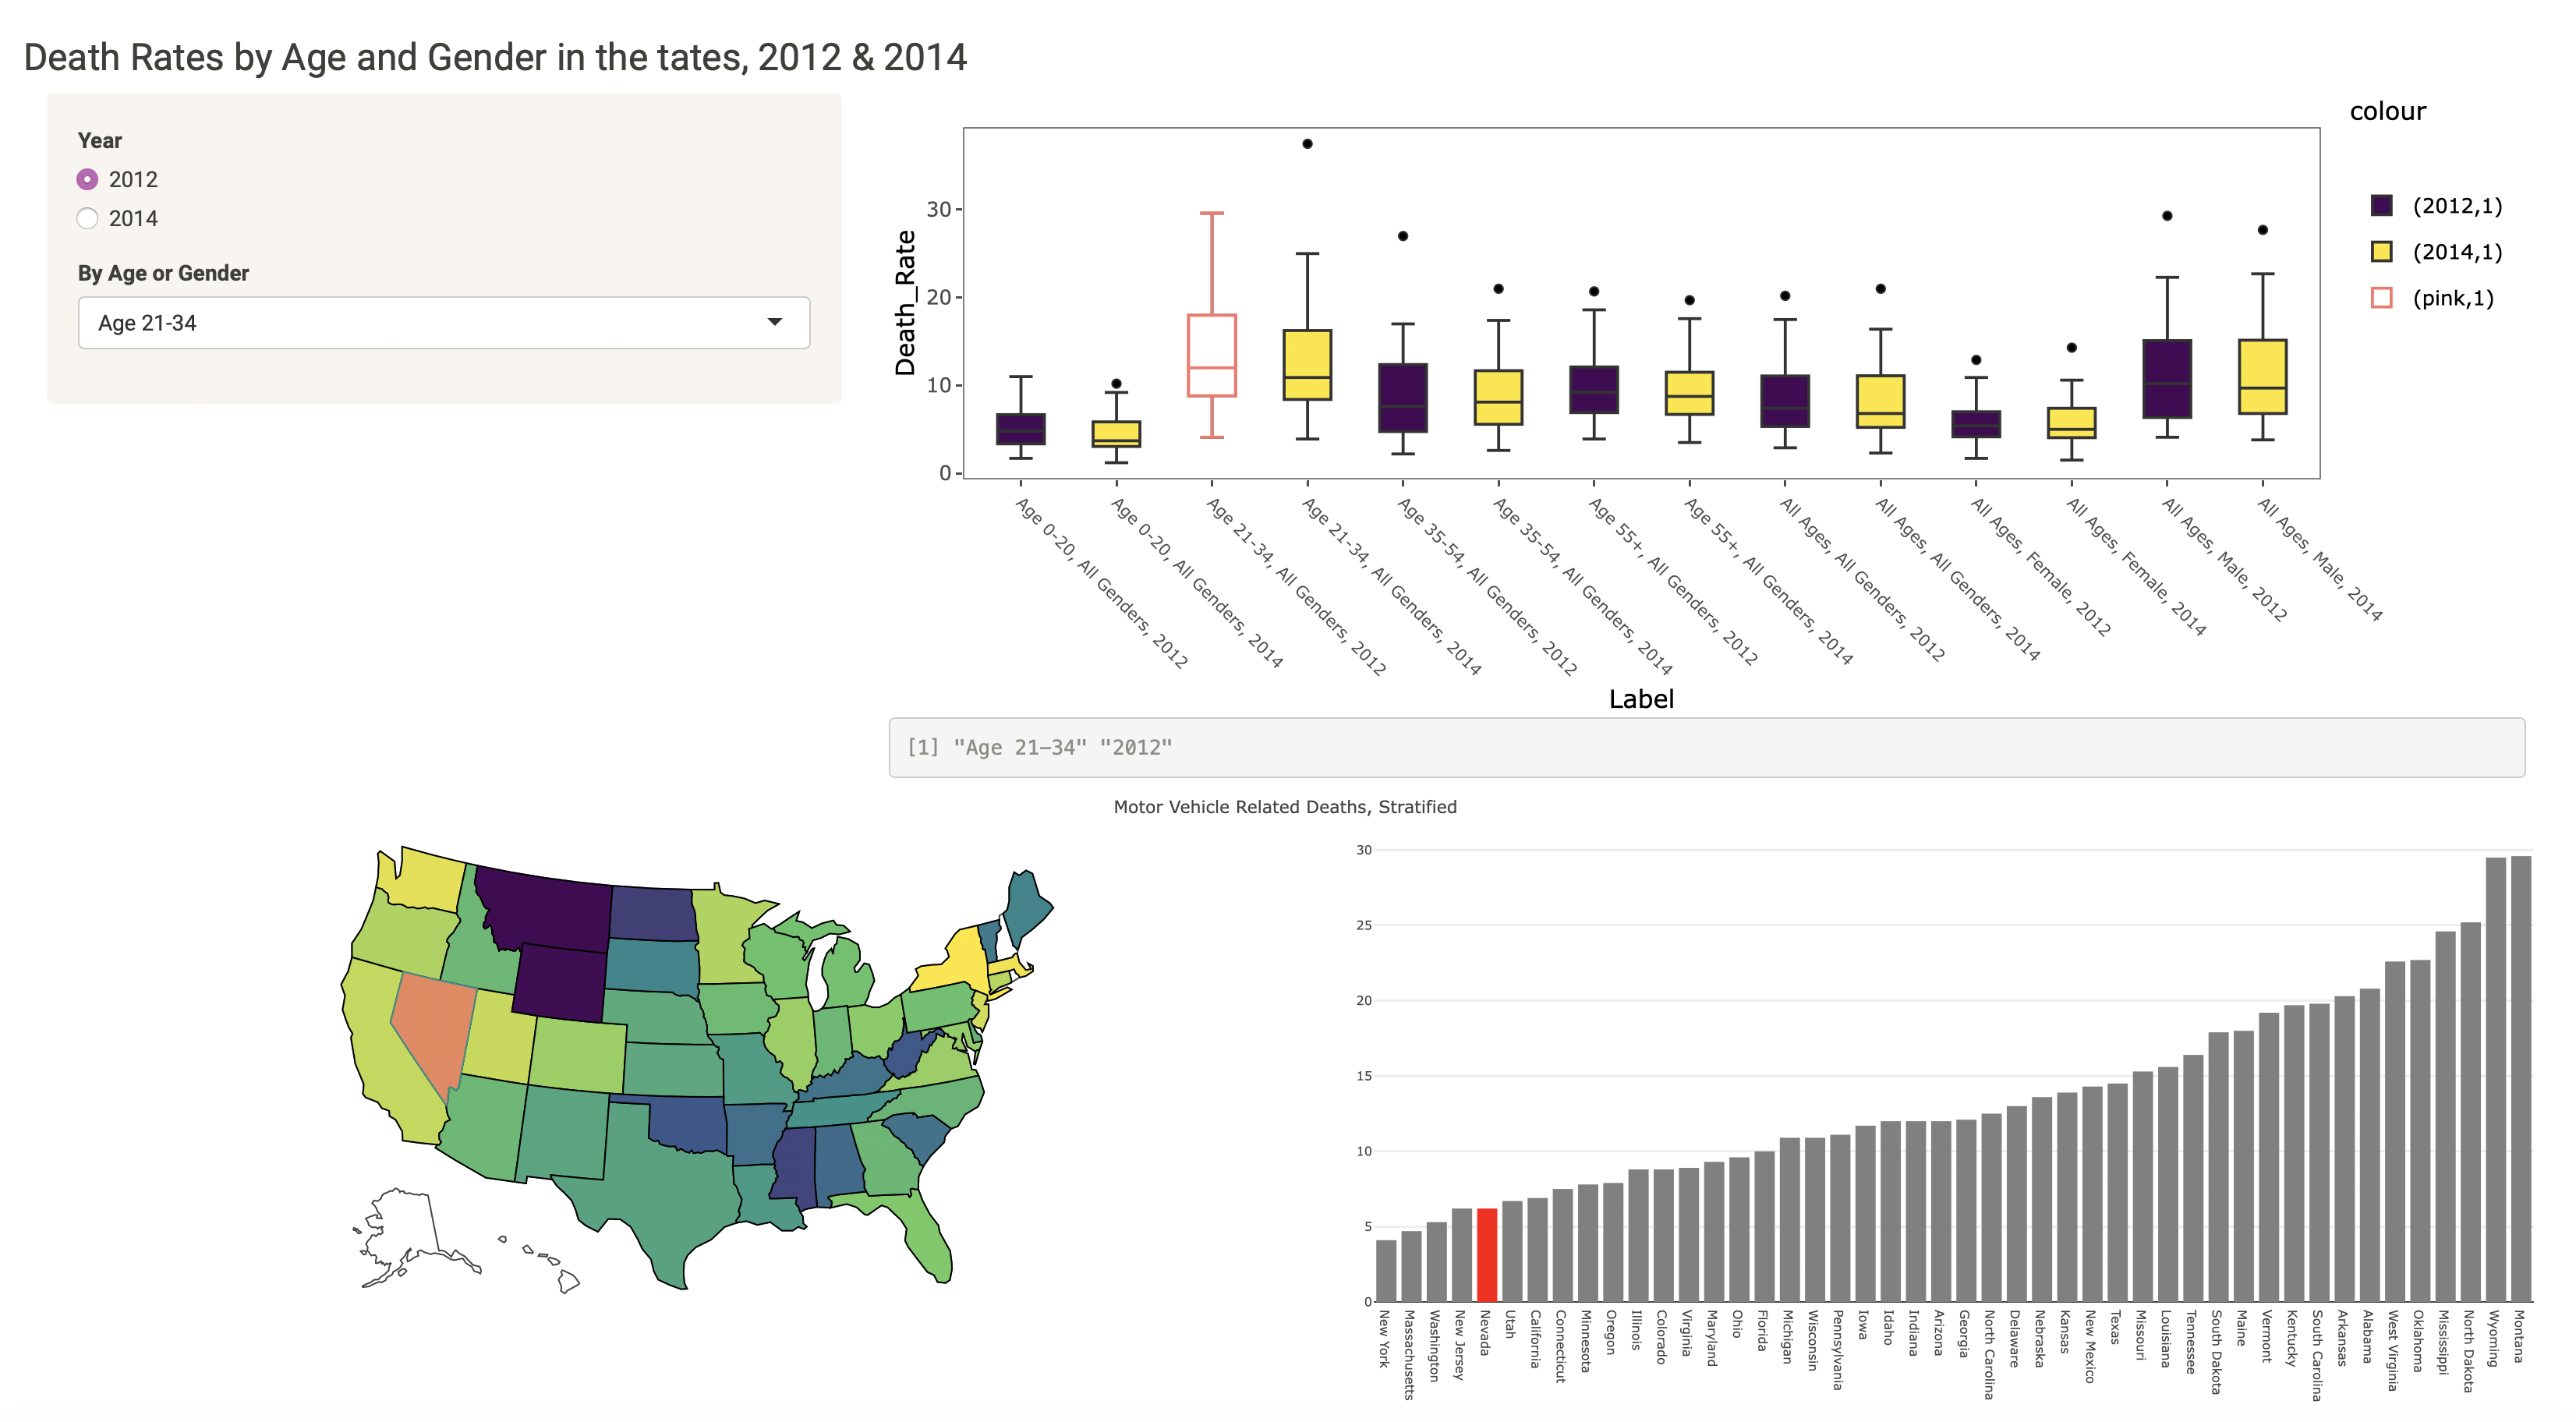 Death Rates by Age and Gender in the tates, 2012 & 2014
Year
2012
2014
By Age or Gender
Age 21-34
colour
(2012,1)
(2014,1)
(pink,1)
Death_Rate
30
20
10
0
Age 0-20, All Genders, 2012
Age 0-20, All Genders, 2014
Age 21-34, All Genders, 2012
Age 21-34, All Genders, 2014
Age 35-54, All Genders, 2012
Age 35-54, All Genders, 2014
Age 55+, All Genders, 2012
Age 55+, All Genders, 2014
All Ages, All Genders, 2012
All Ages, All Genders, 2014
All Ages, Female, 2012
All Ages, Female, 2014
All Ages, Male, 2012
All Ages, Male, 2014
Label
[1] "Age 21-34" "2012"
Motor Vehicle Related Deaths, Stratified
30
25
20
15
10
5
0
New York
Massachusetts
Washington
New Jersey
Nevada
Utah
California
Connecticut
Minnesota
Oregon
Illinois
Colorado
Virginia
Maryland
Ohio
Florida
Michigan
Wisconsin
Pennsylvania
Iowa
Idaho
Indiana
Arizona
Georgia
North Carolina
Delaware
Nebraska
Kansas
New Mexico
Texas
Missouri
Louisiana
Tennessee
South Dakota
Maine
Vermont
Kentucky
South Carolina
Arkansas
Alabama
West Virginia
Oklahoma
Mississippi
North Dakota
Wyoming
Montana